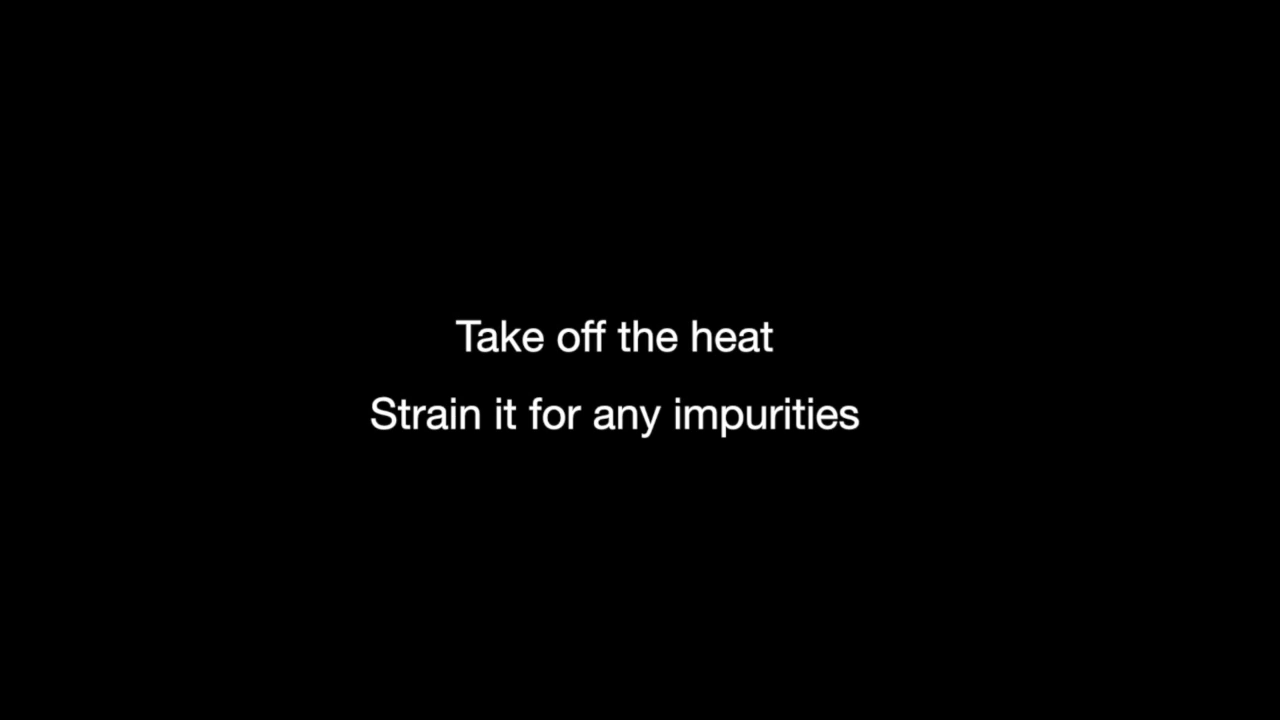 Take off the heat
Strain it for any impurities